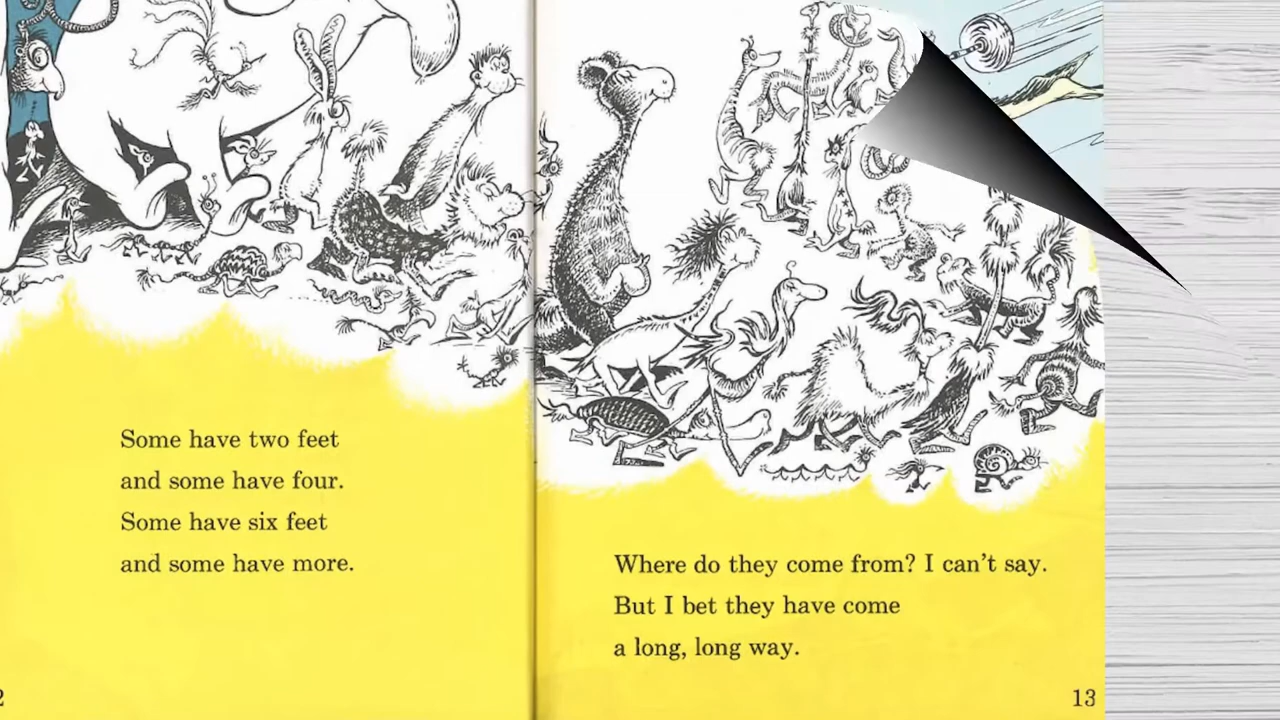 Some have two feet
and some have four.
Some have six feet
and some have more.
2
Where do they come from? I can't say.
But I bet they have come
a long, long way.
13